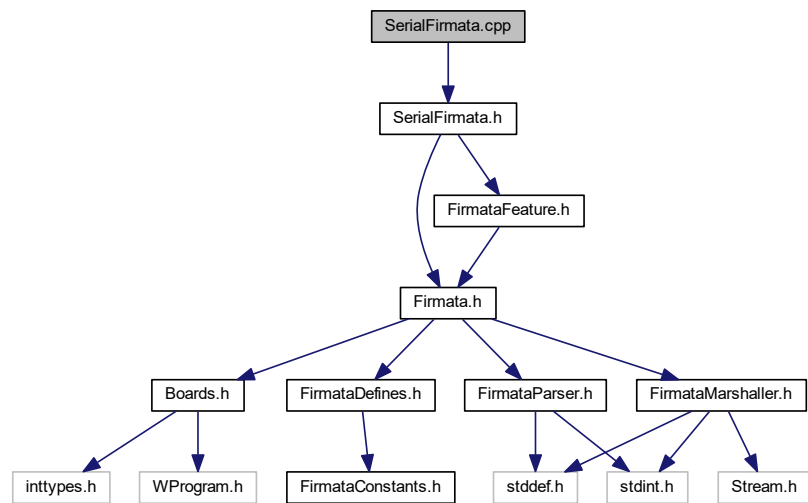 SerialFirmata.cpp
SerialFirmata.h
FirmataFeature.h
Firmata.h
Boards.h
FirmataDefines.h
FirmataParser.h
FirmataMarshaller.h
inttypes.h
WProgram.h
FirmataConstants.h
stddef.h
stdint.h
Stream.h